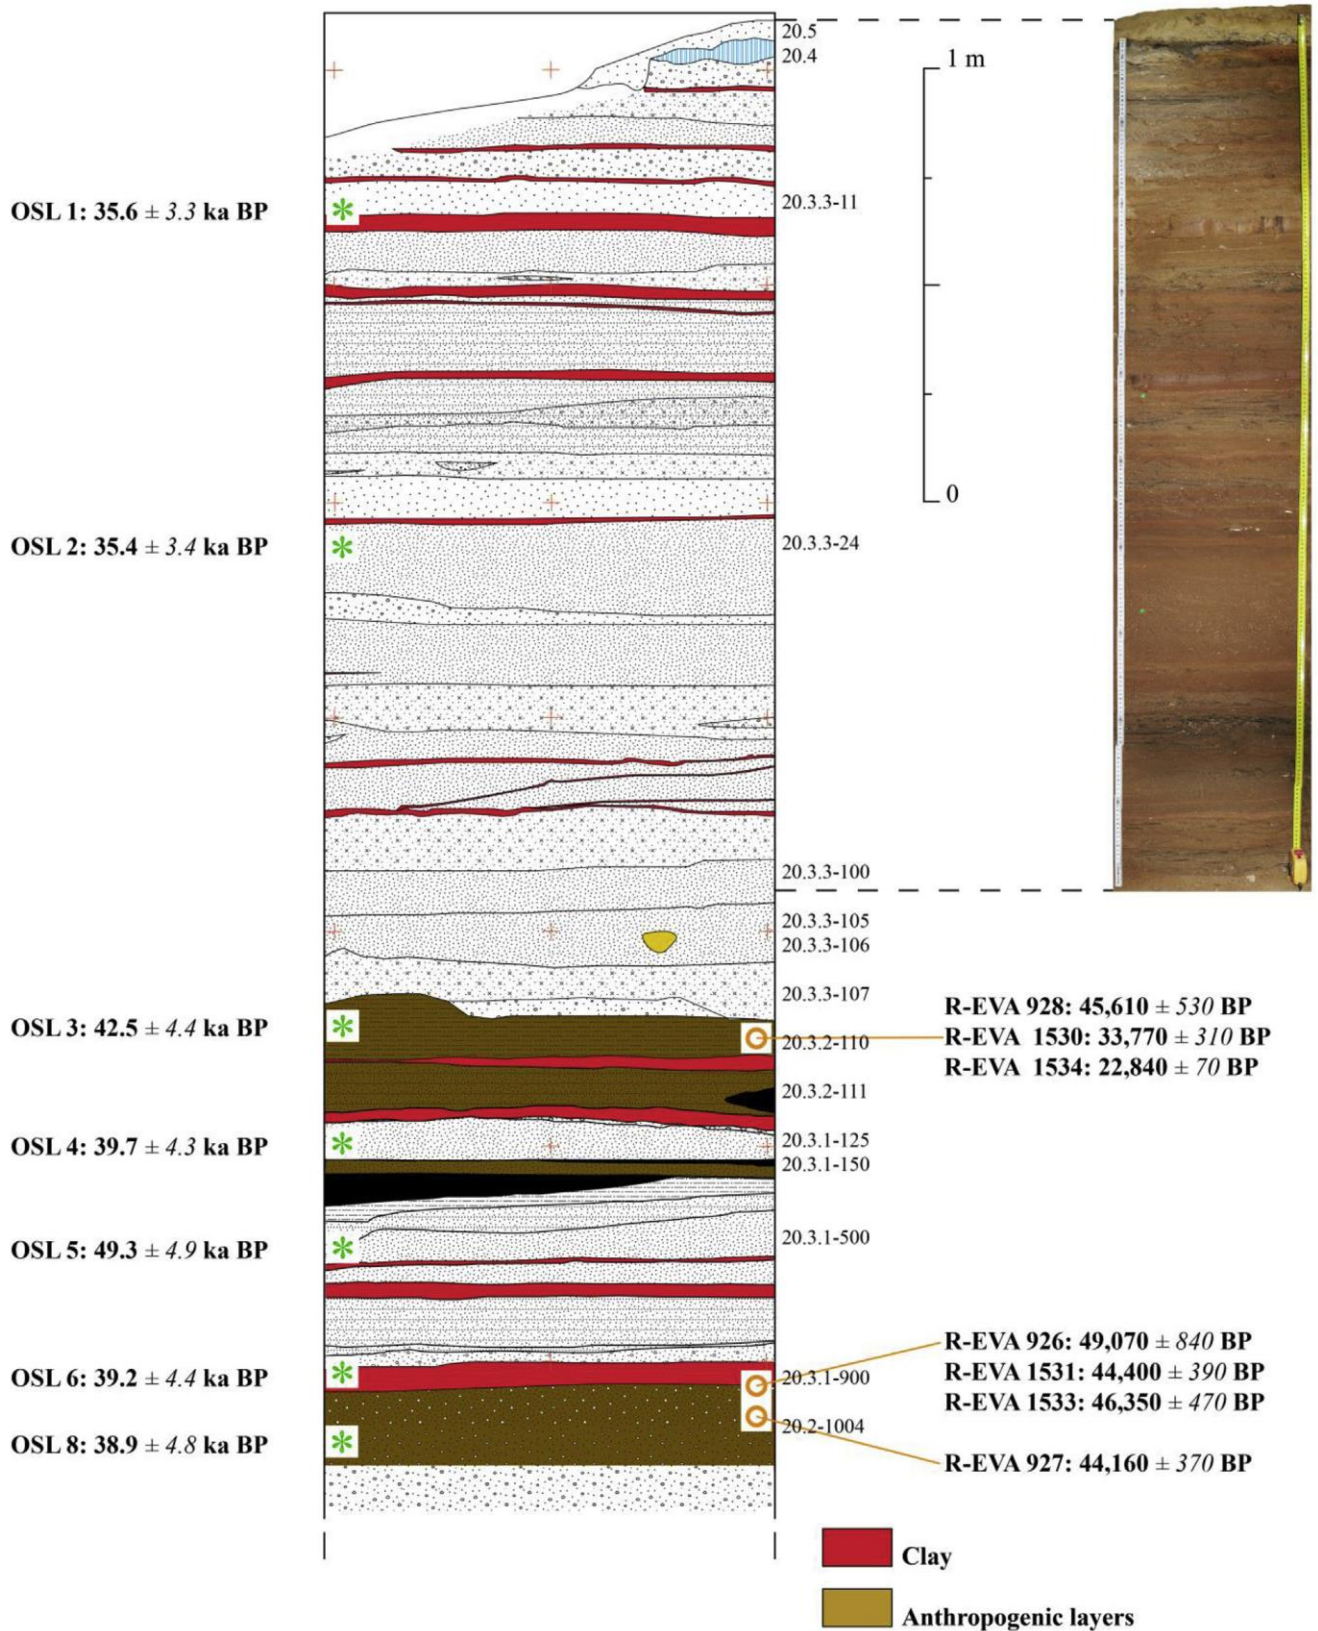 20.5
20.4
1 m
OSL 1: 35.6 ± 3.3 ka BP
20.3.3-11
0
OSL 2: 35.4 ± 3.4 ka BP
20.3.3-24
20.3.3-100
20.3.3-105
20.3.3-106
20.3.3-107
OSL 3: 42.5 ± 4.4 ka BP
20.3.2-110
R-EVA 928: 45,610 ± 530 BP
R-EVA 1530: 33,770 ± 310 BP
R-EVA 1534: 22,840 ± 70 BP
20.3.2-111
OSL 4: 39.7 ± 4.3 ka BP
20.3.1-125
20.3.1-150
OSL 5: 49.3 ± 4.9 ka BP
20.3.1-500
OSL 6: 39.2 ± 4.4 ka BP
20.3.1-900
R-EVA 926: 49,070 ± 840 BP
R-EVA 1531: 44,400 ± 390 BP
R-EVA 1533: 46,350 ± 470 BP
OSL 8: 38.9 ± 4.8 ka BP
20.2-1004
R-EVA 927: 44,160 ± 370 BP
Clay
Anthropogenic layers